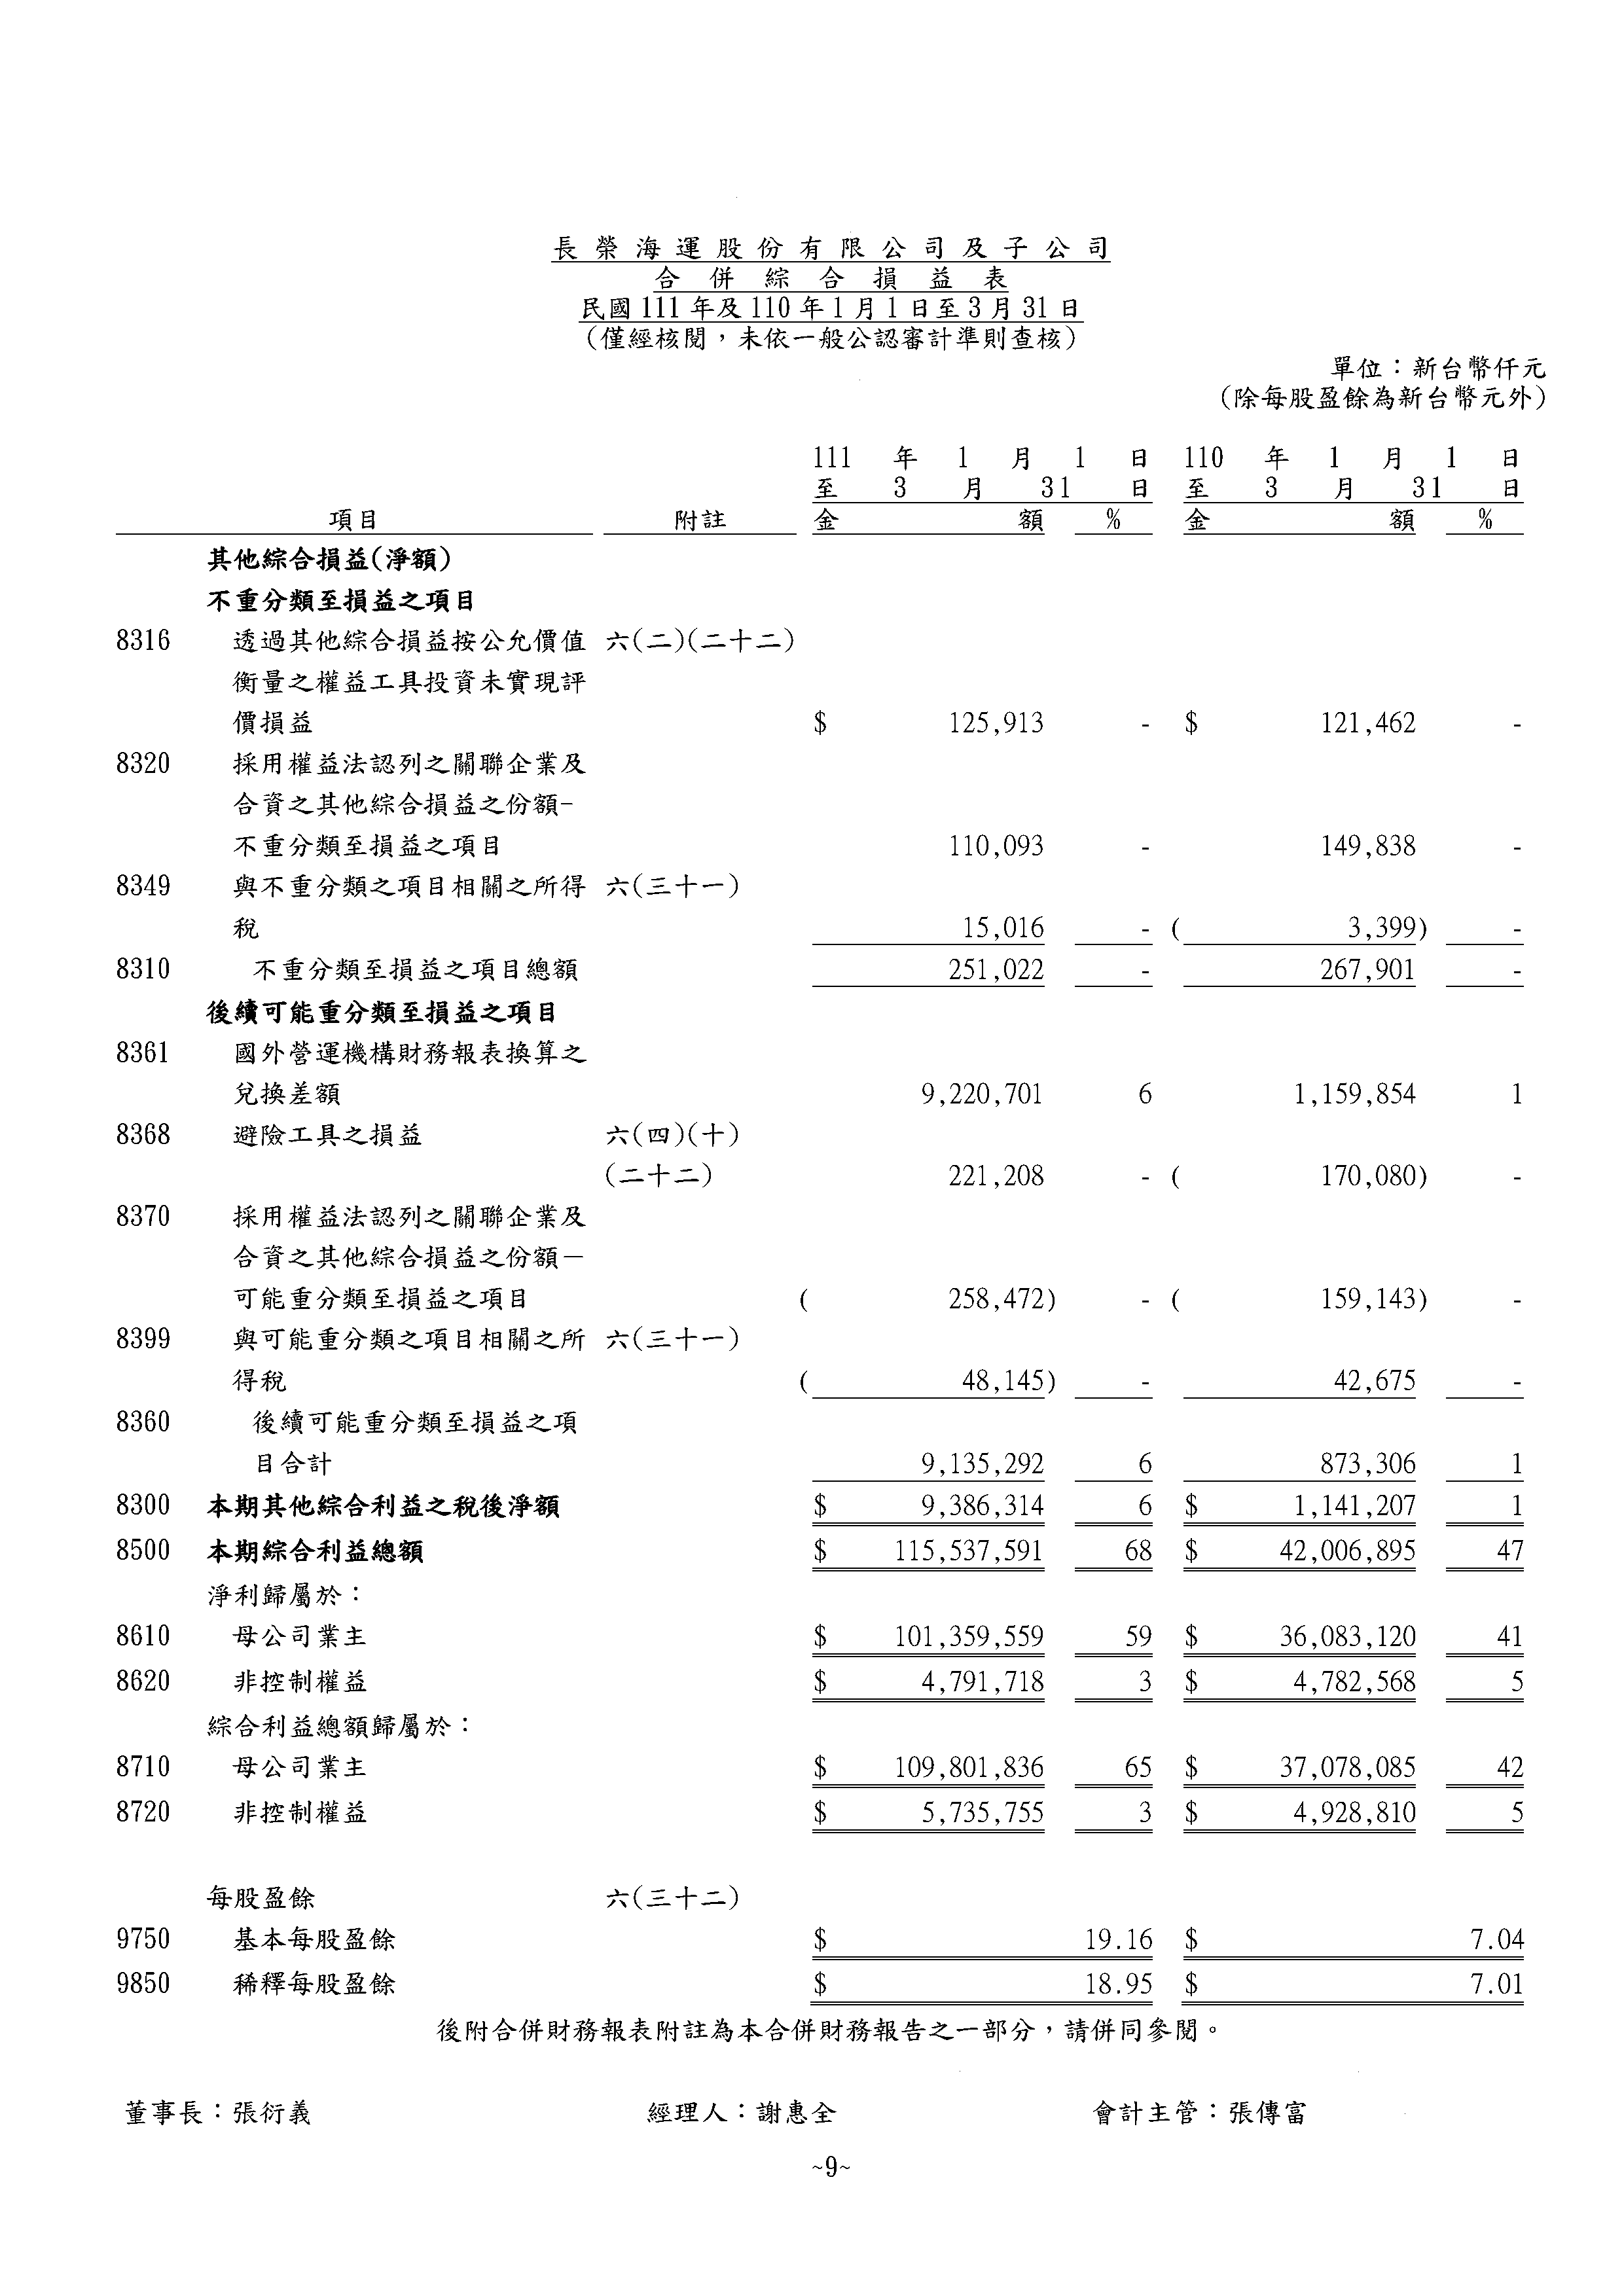 長榮海運股份有限公司及子公司
合併綜合損益表
民國111年及110年1月1日至3月31日
(僅經核閱，未依一般公認審計準則查核)
單位：新台幣仟元
(除每股盈餘為新台幣元外)
111 年 1 月 1 日 110 年 1 月 1 日
至 3 月 31 日 至 3 月 31 日
項目 附註 金 額 % 金 額 %
其他綜合損益(淨額)
不重分類至損益之項目
8316 透過其他綜合損益按公允價值 六(二)(二十二)
衡量之權益工具投資未實現評
價損益 $ 125,913 - $ 121,462 -
8320 採用權益法認列之關聯企業及
合資之其他綜合損益之份額-
不重分類至損益之項目 110,093 - 149,838 -
8349 與不重分類之項目相關之所得 六(三十一)
稅 15,016 - ( 3,399) -
8310 不重分類至損益之項目總額 251,022 - 267,901 -
後續可能重分類至損益之項目
8361 國外營運機構財務報表換算之
兌換差額 9,220,701 6 1,159,854 1
8368 避險工具之損益 六(四)(十)
(二十二) 221,208 - ( 170,080) -
8370 採用權益法認列之關聯企業及
合資之其他綜合損益之份額－
可能重分類至損益之項目 ( 258,472) - ( 159,143) -
8399 與可能重分類之項目相關之所 六(三十一)
得稅 ( 48,145) - 42,675 -
8360 後續可能重分類至損益之項
目合計 9,135,292 6 873,306 1
8300 本期其他綜合利益之稅後淨額 $ 9,386,314 6 $ 1,141,207 1
8500 本期綜合利益總額 $ 115,537,591 68 $ 42,006,895 47
淨利歸屬於：
8610 母公司業主 $ 101,359,559 59 $ 36,083,120 41
8620 非控制權益 $ 4,791,718 3 $ 4,782,568 5
綜合利益總額歸屬於：
8710 母公司業主 $ 109,801,836 65 $ 37,078,085 42
8720 非控制權益 $ 5,735,755 3 $ 4,928,810 5
每股盈餘 六(三十二)
9750 基本每股盈餘 $ 19.16 $ 7.04
9850 稀釋每股盈餘 $ 18.95 $ 7.01
後附合併財務報表附註為本合併財務報告之一部分，請併同參閱。
董事長：張衍義 經理人：謝惠全 會計主管：張傳富
~9~